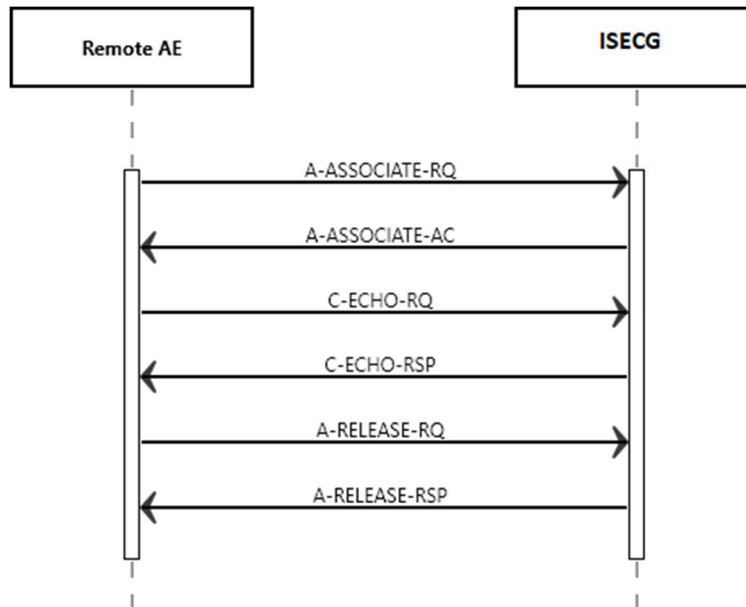 Remote AE
ISECG
A-ASSOCIATE-RQ
A-ASSOCIATE-AC
C-ECHO-RQ
C-ECHO-RSP
A-RELEASE-RQ
A-RELEASE-RSP